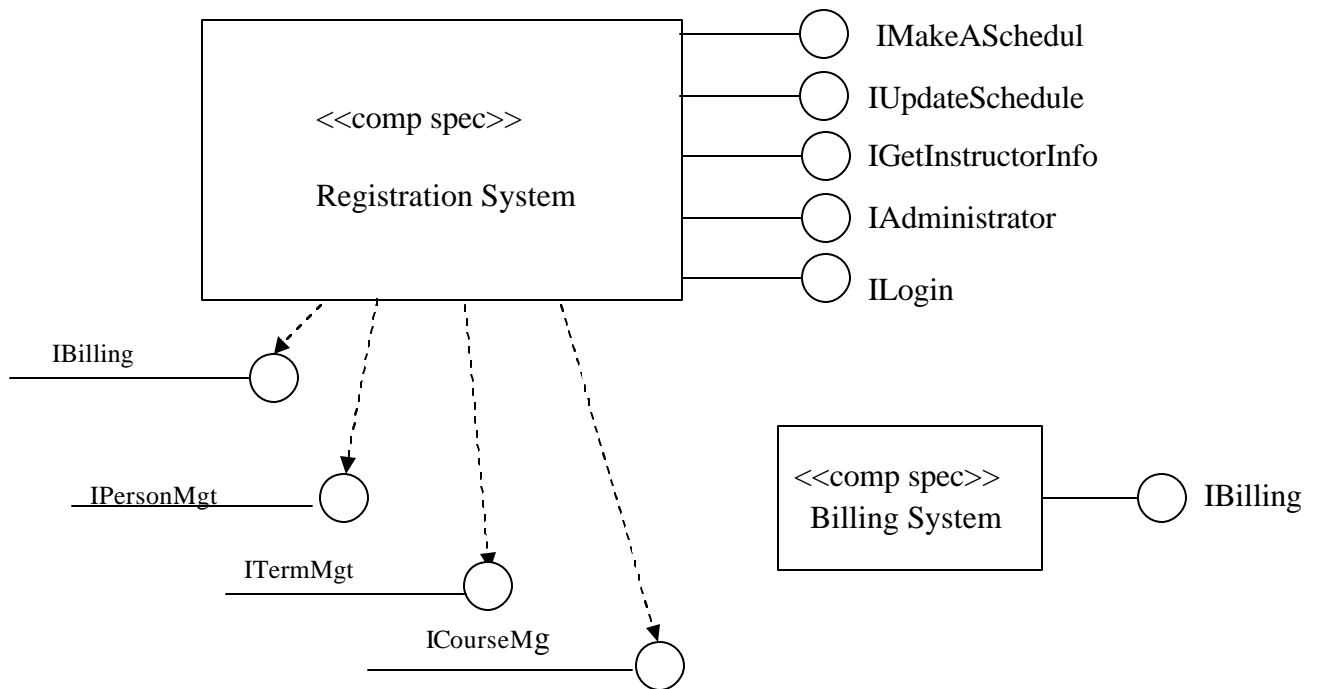 IMakeASchedul
<<comp spec>>
IUpdateSchedule
IGetInstructorInfo
Registration System
IAdministrator
ILogin
IBilling
<<comp spec>>
Billing System
IBilling
IPersonMgt
ITermMgt
ICourseMg